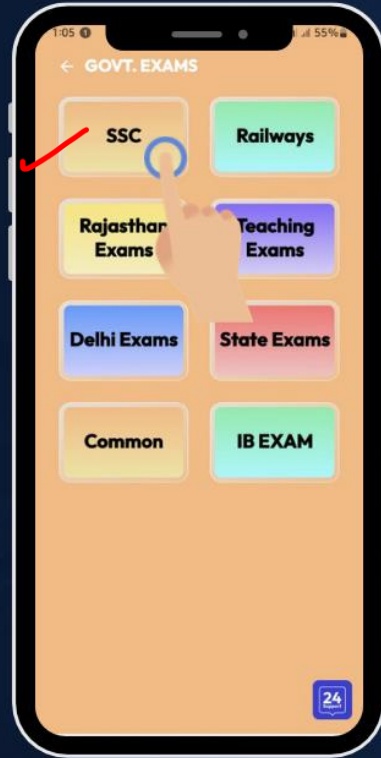 1:05
55%
← GOVT. EXAMS
SSC
Railways
Rajasthan
Exams
Teaching
Exams
Delhi Exams
State Exams
Common
IB EXAM
24
Support